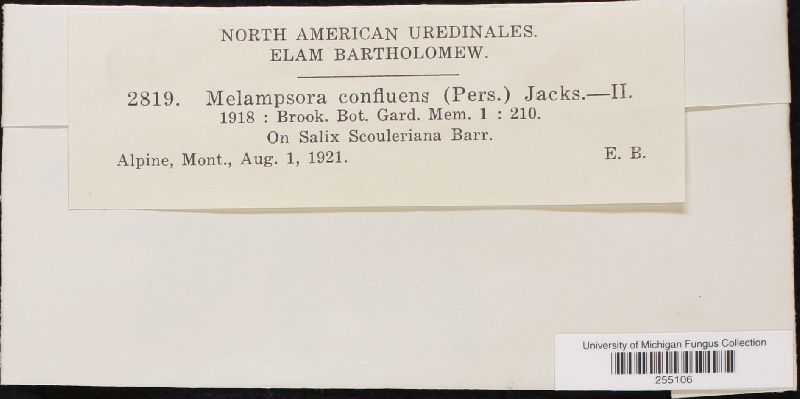 NORTH AMERICAN UREDINALES.
ELAM BARTHOLOMEW.
2819. Melampsora confluens (Pers.) Jacks.—II.
1918 : Brook. Bot. Gard. Mem. 1 : 210.
On Salix Scouleriana Barr.
Alpine, Mont., Aug. 1, 1921. E. B.
University of Michigan Fungus Collection
255106